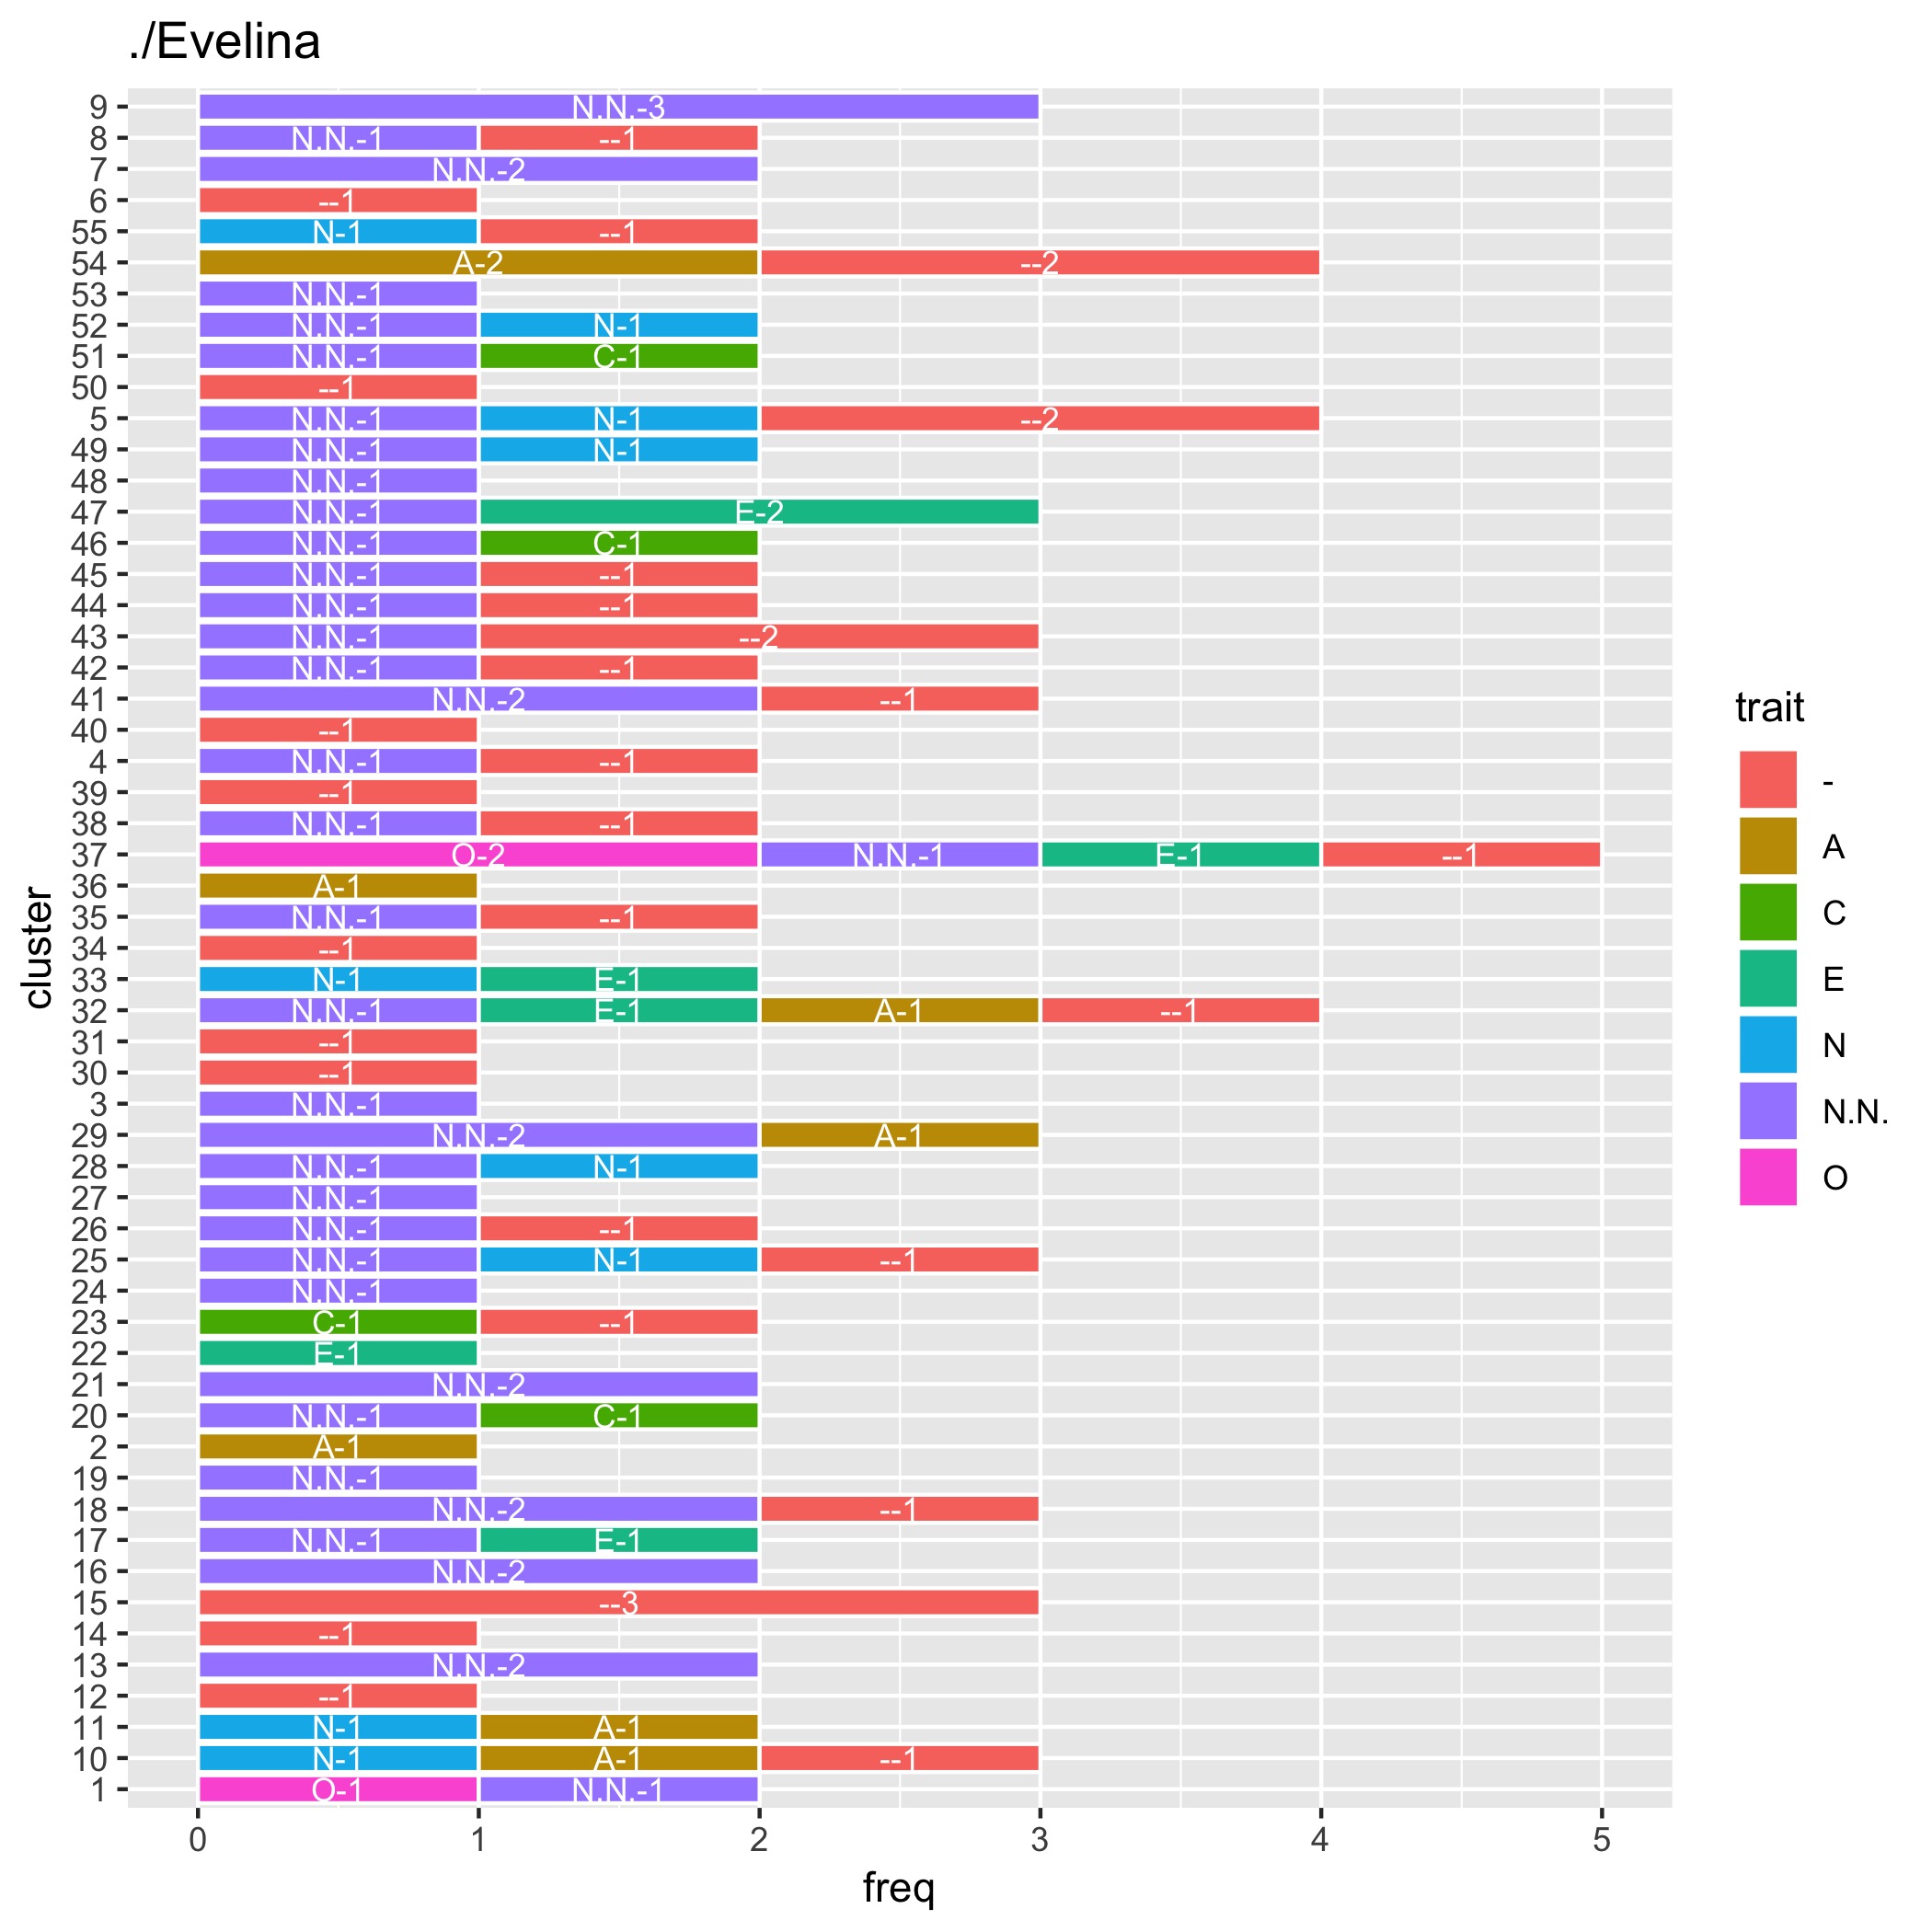 ./Evelina
9 N.N.-3
8 N.N.-1 --1
7 N.N.-2
6 --1
55 N-1 --1
54 A-2 --2
53 N.N.-1
52 N.N.-1 N-1
51 N.N.-1 C-1
50 --1
5 N.N.-1 N-1 --2
49 N.N.-1 N-1
48 N.N.-1
47 N.N.-1 E-2
46 N.N.-1 C-1
45 N.N.-1 --1
44 N.N.-1 --1
43 N.N.-1 --2
42 N.N.-1 --1
41 N.N.-2 --1
40 --1
4 N.N.-1 --1
39 --1
38 N.N.-1 --1
37 O-2 N.N.-1 E-1 --1
36 A-1
35 N.N.-1 --1
34 --1
33 N-1 E-1
32 N.N.-1 E-1 A-1 --1
31 --1
30 --1
3 N.N.-1
29 N.N.-2 A-1
28 N.N.-1 N-1
27 N.N.-1
26 N.N.-1 --1
25 N.N.-1 N-1 --1
24 N.N.-1
23 C-1 --1
22 E-1
21 N.N.-2
20 N.N.-1 C-1
2 A-1
19 N.N.-1
18 N.N.-2 --1
17 N.N.-1 E-1
16 N.N.-2
15 --3
14 --1
13 N.N.-2
12 --1
11 N-1 A-1
10 N-1 A-1 --1
1 O-1 N.N.-1
0 1 2 3 4 5
freq
cluster
trait
-
A
C
E
N
N.N.
O